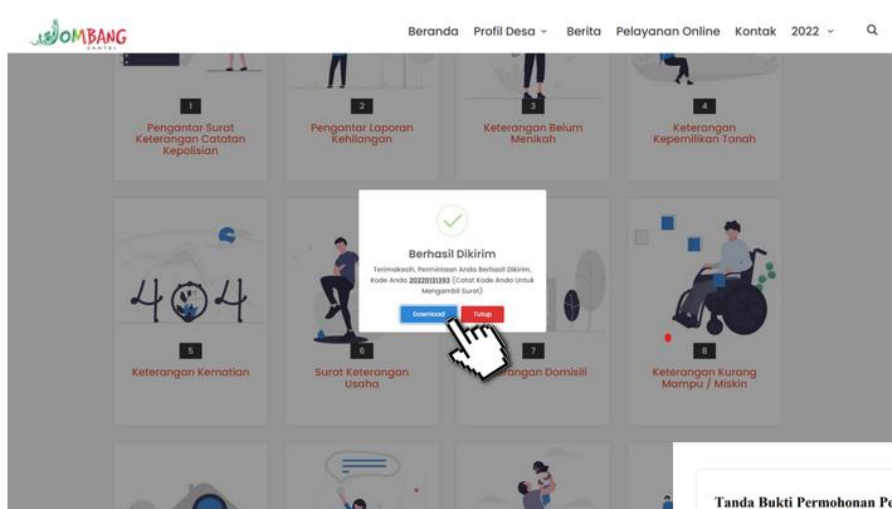 JOMBANG
SANTRI
Beranda Profil Desa Berita Pelayanan Online Kontak 2022
1
Pengantar Surat
Keterangan Catatan
Kepolisian
2
Pengantar Laporan
Kehilangan
3
Keterangan Belum
Menikah
4
Keterangan
Kepemilikan Tanah
Berhasil Dikirim
Terimakasih, Permintaan Anda Berhasil Dikirim,
Kode Anda 20220131393 (Catat Kode Anda Untuk
Mengambil Surat)
Download Tutup
404
5
Keterangan Kematian
6
Surat Keterangan
Usaha
7
Domisili
8
Keterangan Kurang
Mampu / Miskin
Tanda Bukti Permohonan